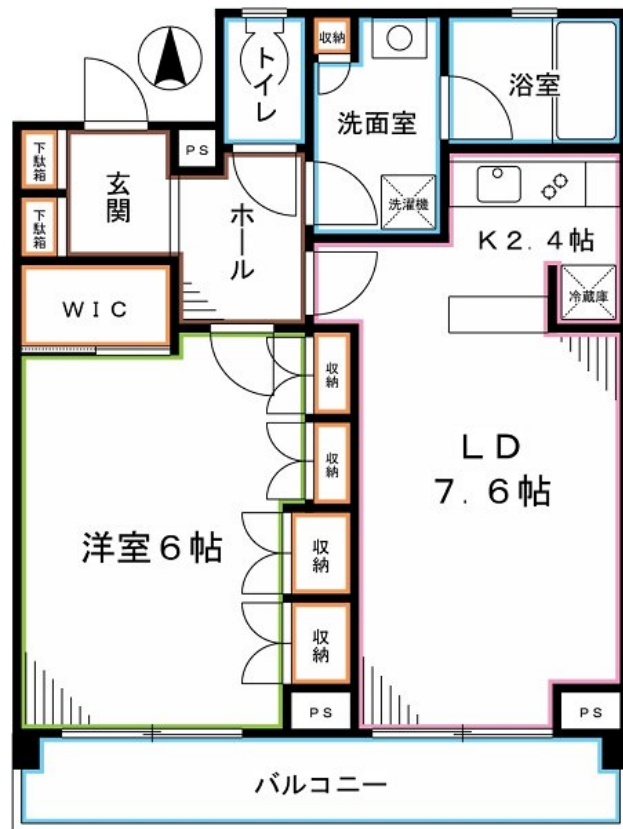 収納
トイレ
浴室
洗面室
下駄箱
PS
玄関
洗濯機
下駄箱
ホール
K2.4帖
冷蔵庫
WIC
収納
LD
7.6帖
収納
洋室6帖
収納
収納
PS
PS
バルコニー